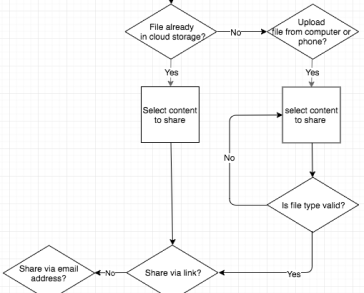 File already
in cloud storage?
No
Upload
file from computer or
phone?
Yes
Yes
Select content
to share
select content
to share
No
Is file type valid?
Share via email
address?
No
Share via link?
Yes